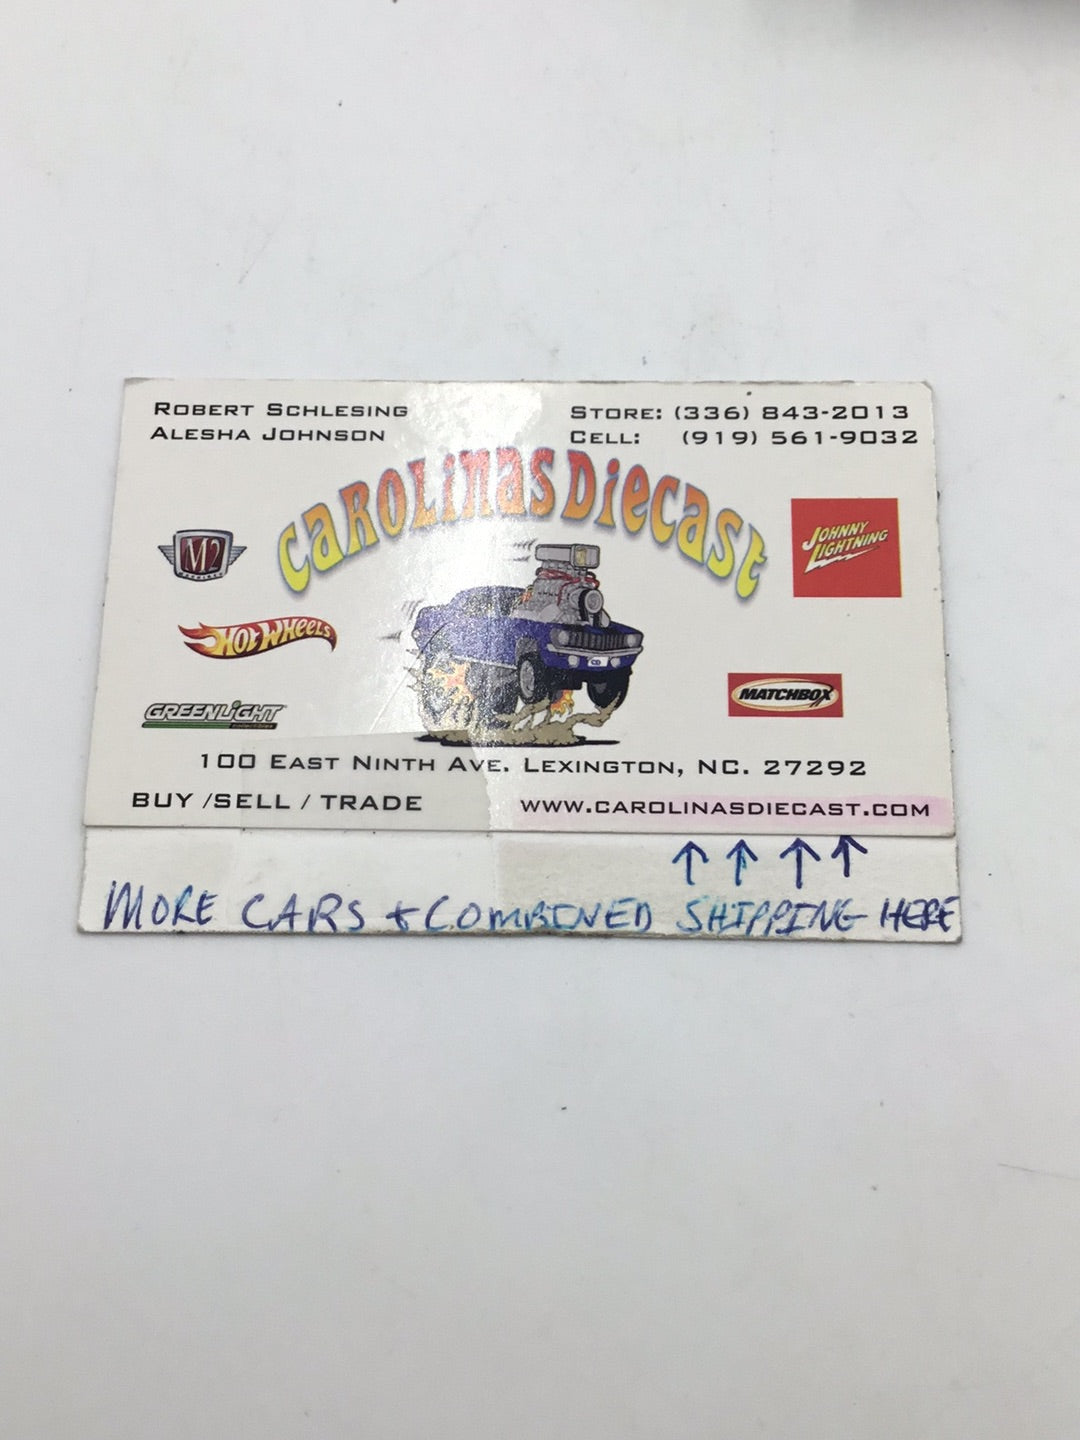 ROBERT SCHLESING
ALESHA JOHNSON
STORE: (336) 843-2013
CELL: (919) 561-9032
CAROLINAS DIECAST
M2
JOHNNY LIGHTNING
HOT WHEELS
GREENLIGHT
MATCHBOX
CD
100 EAST NINTH AVE. LEXINGTON, NC. 27292
BUY /SELL / TRADE
WWW.CAROLINASDIECAST.COM
↑ ↑ ↑ ↑
MORE CARS + COMBINED SHIPPING HERE